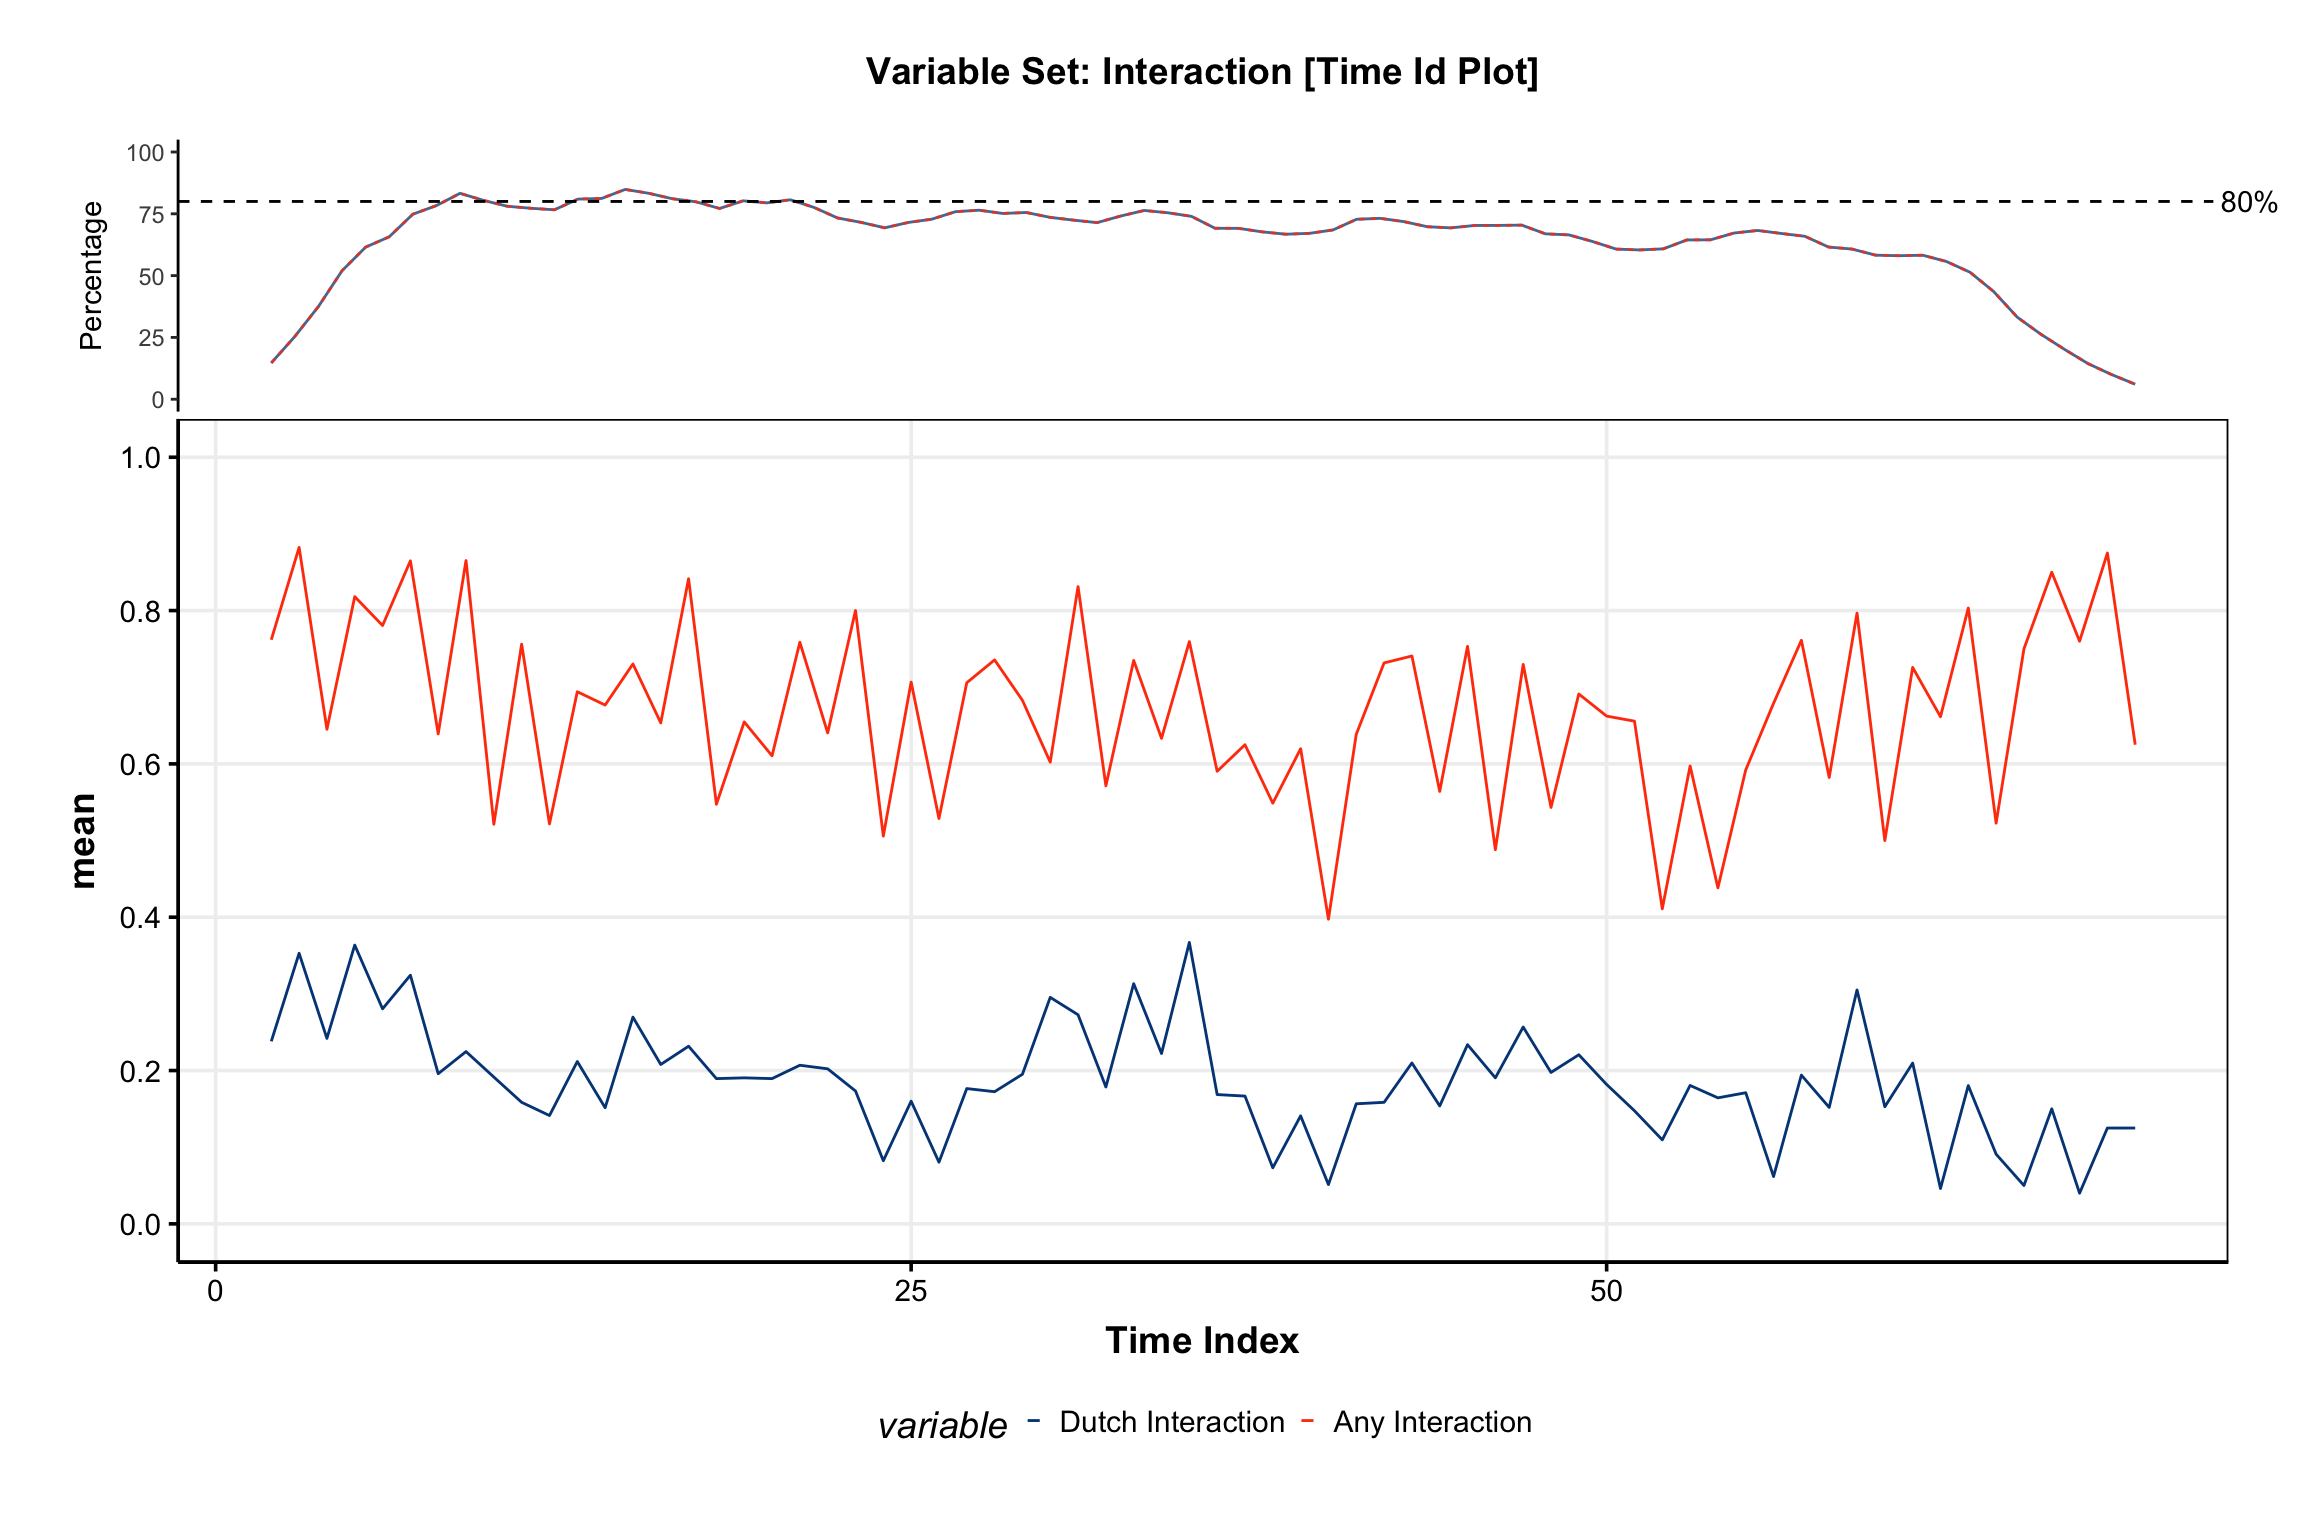 Variable Set: Interaction [Time Id Plot]
Percentage
100
75
50
25
0
80%
mean
1.0
0.8
0.6
0.4
0.2
0.0
0 25 50
Time Index
variable Dutch Interaction Any Interaction